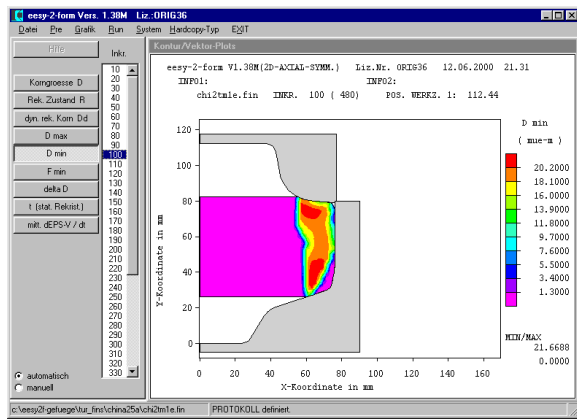 eesy-2-form Vers. 1.38M Liz.:ORIG36
Datei Pre Grafik Run System Hardcopy-Typ EXIT
Hilfe
Inkr.
Korngroesse D
Rek. Zustand R
dyn. rek. Korn Dd
D max
D min
F min
delta D
t (stat. Rekrist.)
mitt. dEPS-V / dt
10
20
30
40
50
60
70
80
90
100
110
120
130
140
150
160
170
180
190
200
210
220
230
240
250
260
270
280
290
300
310
320
330
automatisch
manuell
Kontur/Vektor-Plots
eesy-2-form V1.38M(2D-AXIAL-SYMM.) Liz.Nr. ORIG36 12.06.2000 21.31
INFO1: INFO2:
chi2tm1e.fin INKR. 100 ( 480) POS. WERKZ. 1: 112.44
D min
( mue-m )
20.2000
18.1000
16.0000
13.9000
11.8000
9.7000
7.6000
5.5000
3.4000
1.3000
MIN/MAX
21.6688
0.0000
Y-Koordinate in mm
120
100
80
60
40
20
0
0 20 40 60 80 100 120 140 160
X-Koordinate in mm
c:\eesy2f-gefuege\tur_fins\china25a\chi2tm1e.fin PROTOKOLL definiert.